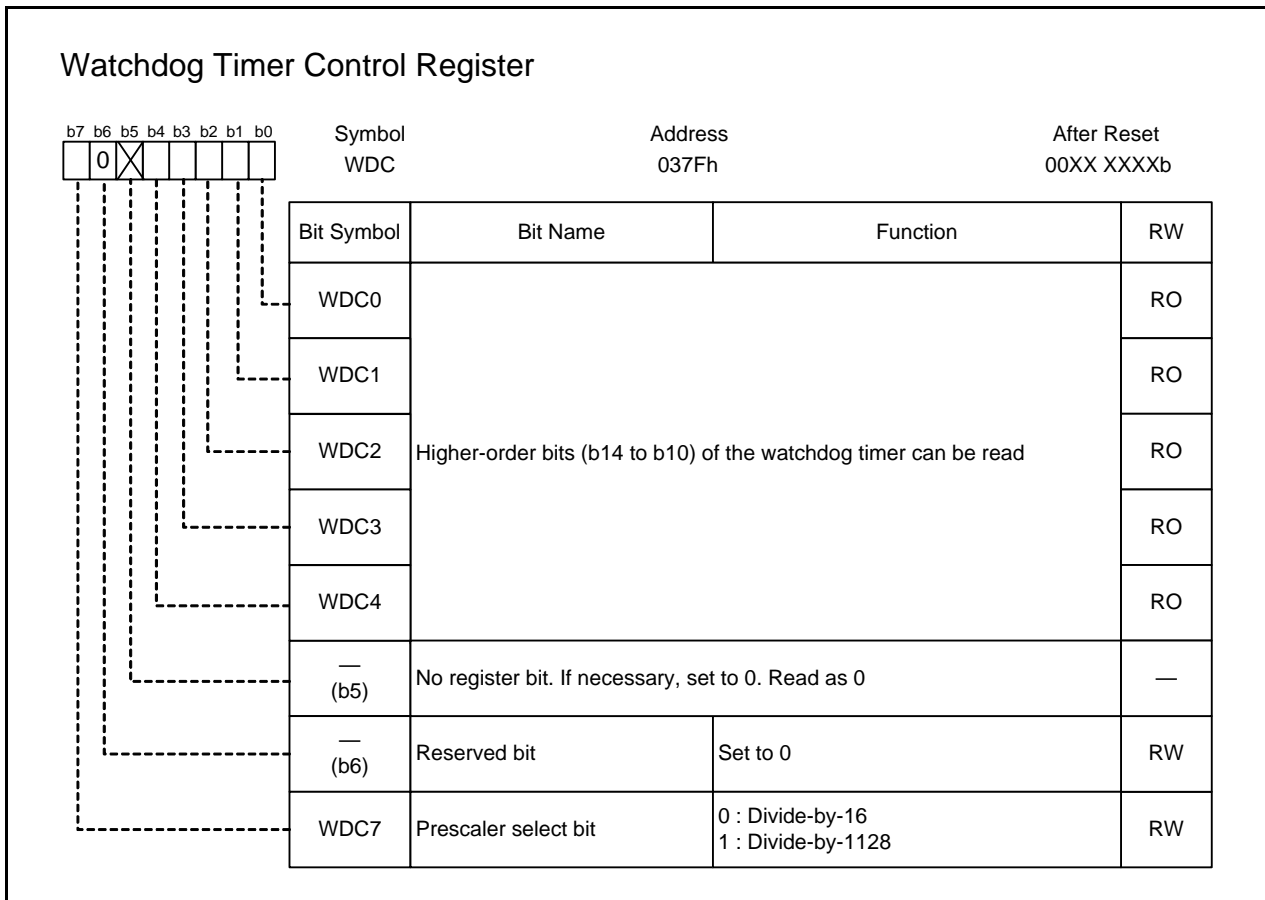 Watchdog Timer Control Register
b7 b6 b5 b4 b3 b2 b1 b0
0
Symbol Address After Reset
WDC 037Fh 00XX XXXXb
Bit Symbol Bit Name Function RW
WDC0 RO
WDC1 RO
WDC2 Higher-order bits (b14 to b10) of the watchdog timer can be read RO
WDC3 RO
WDC4 RO
—
(b5) No register bit. If necessary, set to 0. Read as 0 —
—
(b6) Reserved bit Set to 0 RW
WDC7 Prescaler select bit 0 : Divide-by-16
1 : Divide-by-1128 RW